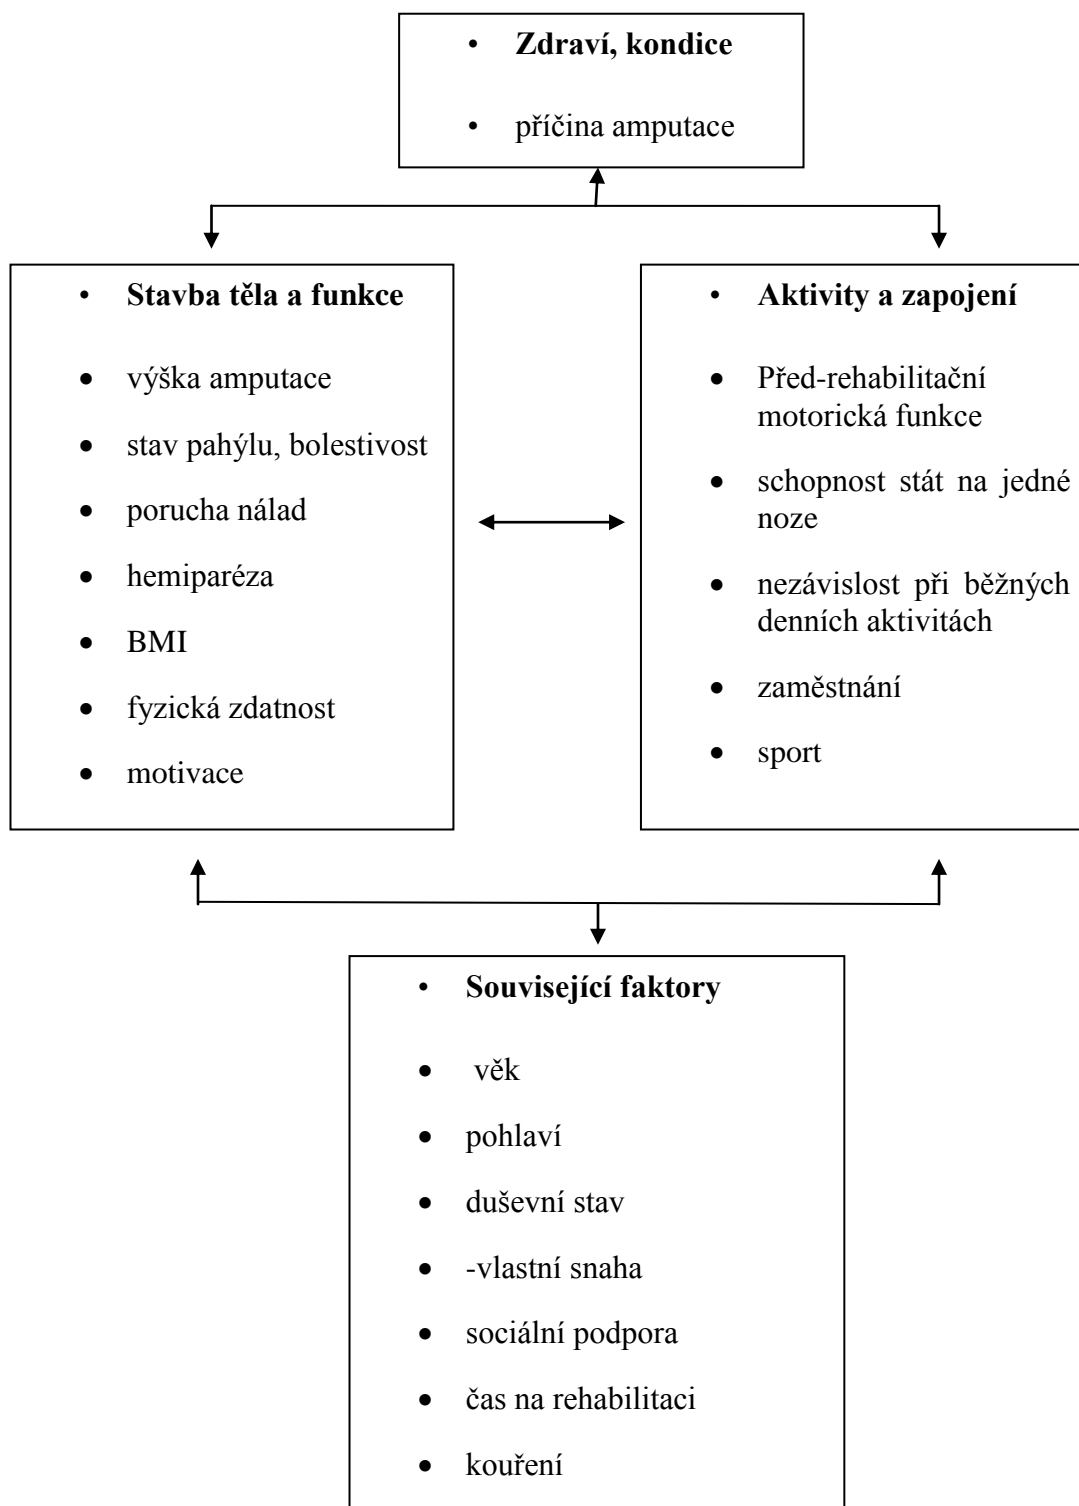 • Zdraví, kondice
• příčina amputace
• Stavba těla a funkce
• výška amputace
• stav pahýlu, bolestivost
• porucha nálad
• hemiparéza
• BMI
• fyzická zdatnost
• motivace
• Aktivity a zapojení
• Před-rehabilitační
motorická funkce
• schopnost stát na jedné
noze
• nezávislost při běžných
denních aktivitách
• zaměstnání
• sport
• Související faktory
• věk
• pohlaví
• duševní stav
• -vlastní snaha
• sociální podpora
• čas na rehabilitaci
• kouření